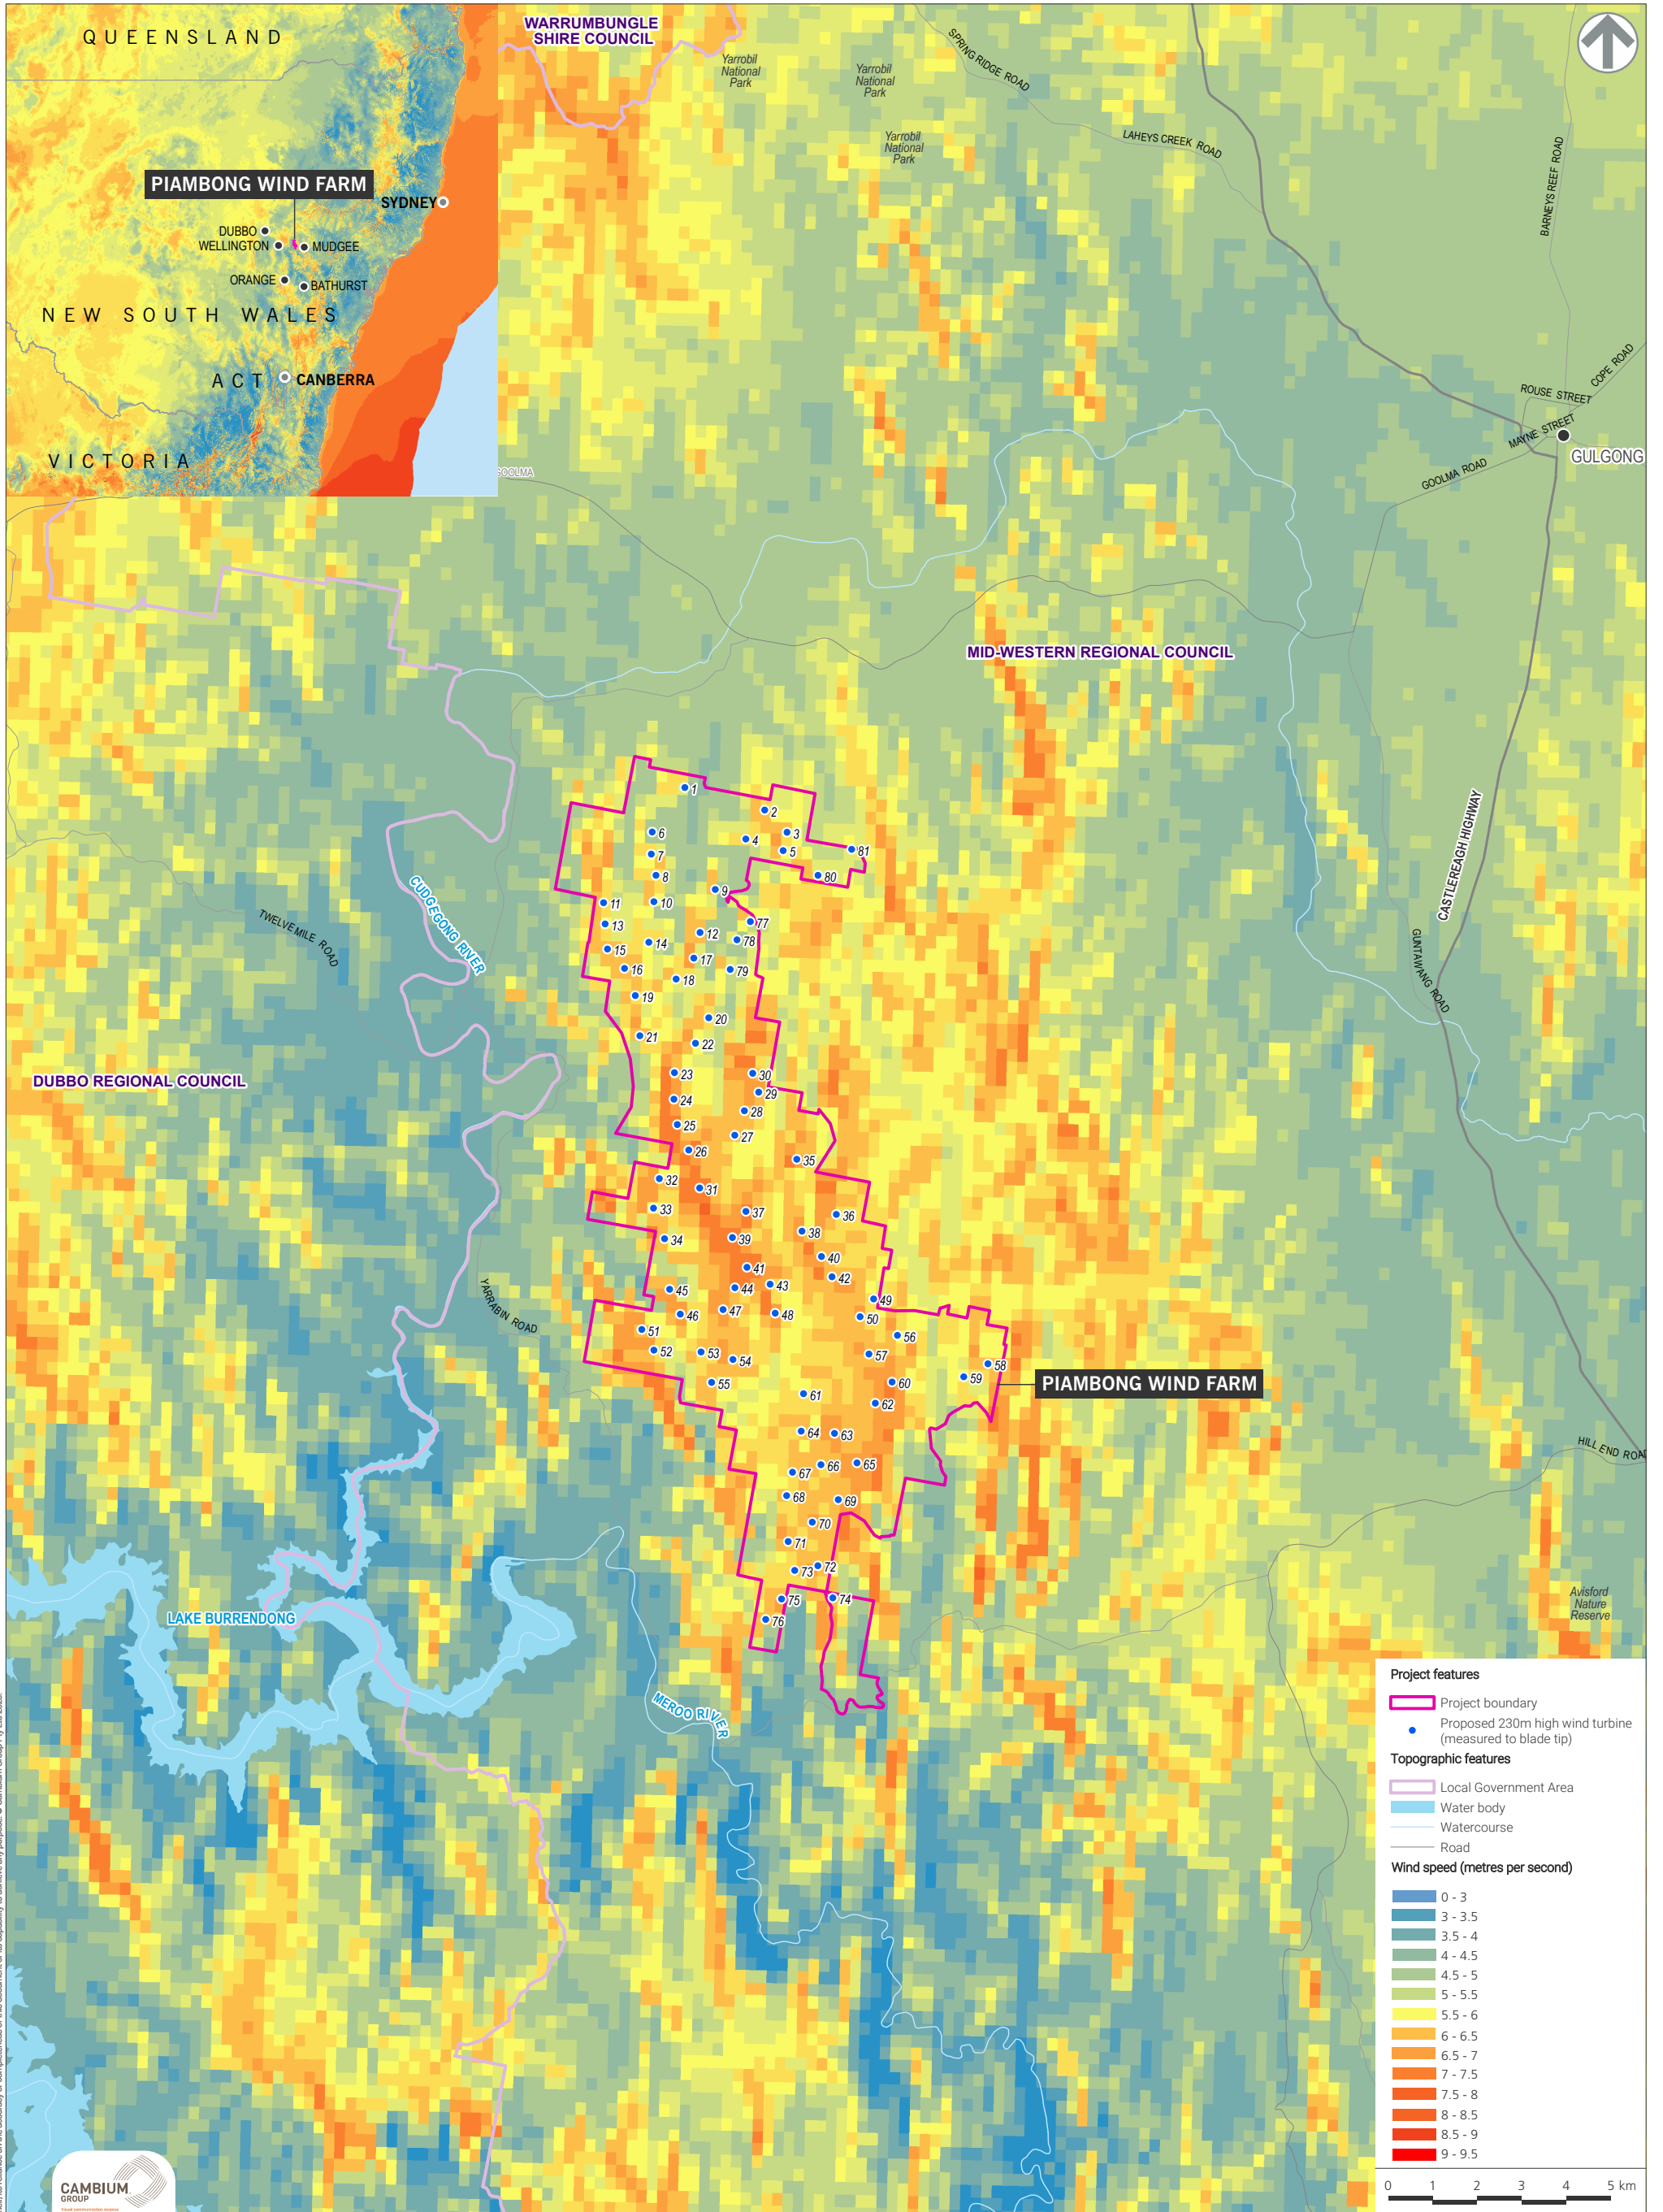 QUEENSLAND
PIAMBONG WIND FARM
SYDNEY
DUBBO
WELLINGTON
MUDGEE
ORANGE
BATHURST
NEW SOUTH WALES
ACT
CANBERRA
VICTORIA
WARRUMBUNGLE
SHIRE COUNCIL
Yarrobil
National
Park
Yarrobil
National
Park
Yarrobil
National
Park
SPRING RIDGE ROAD
LAHEYS CREEK ROAD
BARNEYS REEF ROAD
COPE ROAD
ROUSE STREET
MAYNE STREET
GOOLMA ROAD
GULGONG
GOOLMA
MID-WESTERN REGIONAL COUNCIL
CASTLEREAGH HIGHWAY
GUNTAWANG ROAD
CUDGEGONG RIVER
TWELVEMILE ROAD
DUBBO REGIONAL COUNCIL
YARRABIN ROAD
1
2
3
4
5
6
7
8
9
10
11
12
13
14
15
16
17
18
19
20
21
22
23
24
25
26
27
28
29
30
31
32
33
34
35
36
37
38
39
40
41
42
43
44
45
46
47
48
49
50
51
52
53
54
55
56
57
58
59
60
61
62
63
64
65
66
67
68
69
70
71
72
73
74
75
76
77
78
79
80
81
PIAMBONG WIND FARM
HILL END ROAD
LAKE BURRENDONG
MEROO RIVER
Avisford
Nature
Reserve
Project features
Project boundary
Proposed 230m high wind turbine
(measured to blade tip)
Topographic features
Local Government Area
Water body
Watercourse
Road
Wind speed (metres per second)
0 - 3
3 - 3.5
3.5 - 4
4 - 4.5
4.5 - 5
5 - 5.5
5.5 - 6
6 - 6.5
6.5 - 7
7 - 7.5
7.5 - 8
8 - 8.5
8.5 - 9
9 - 9.5
0 1 2 3 4 5 km
CAMBIUM
GROUP